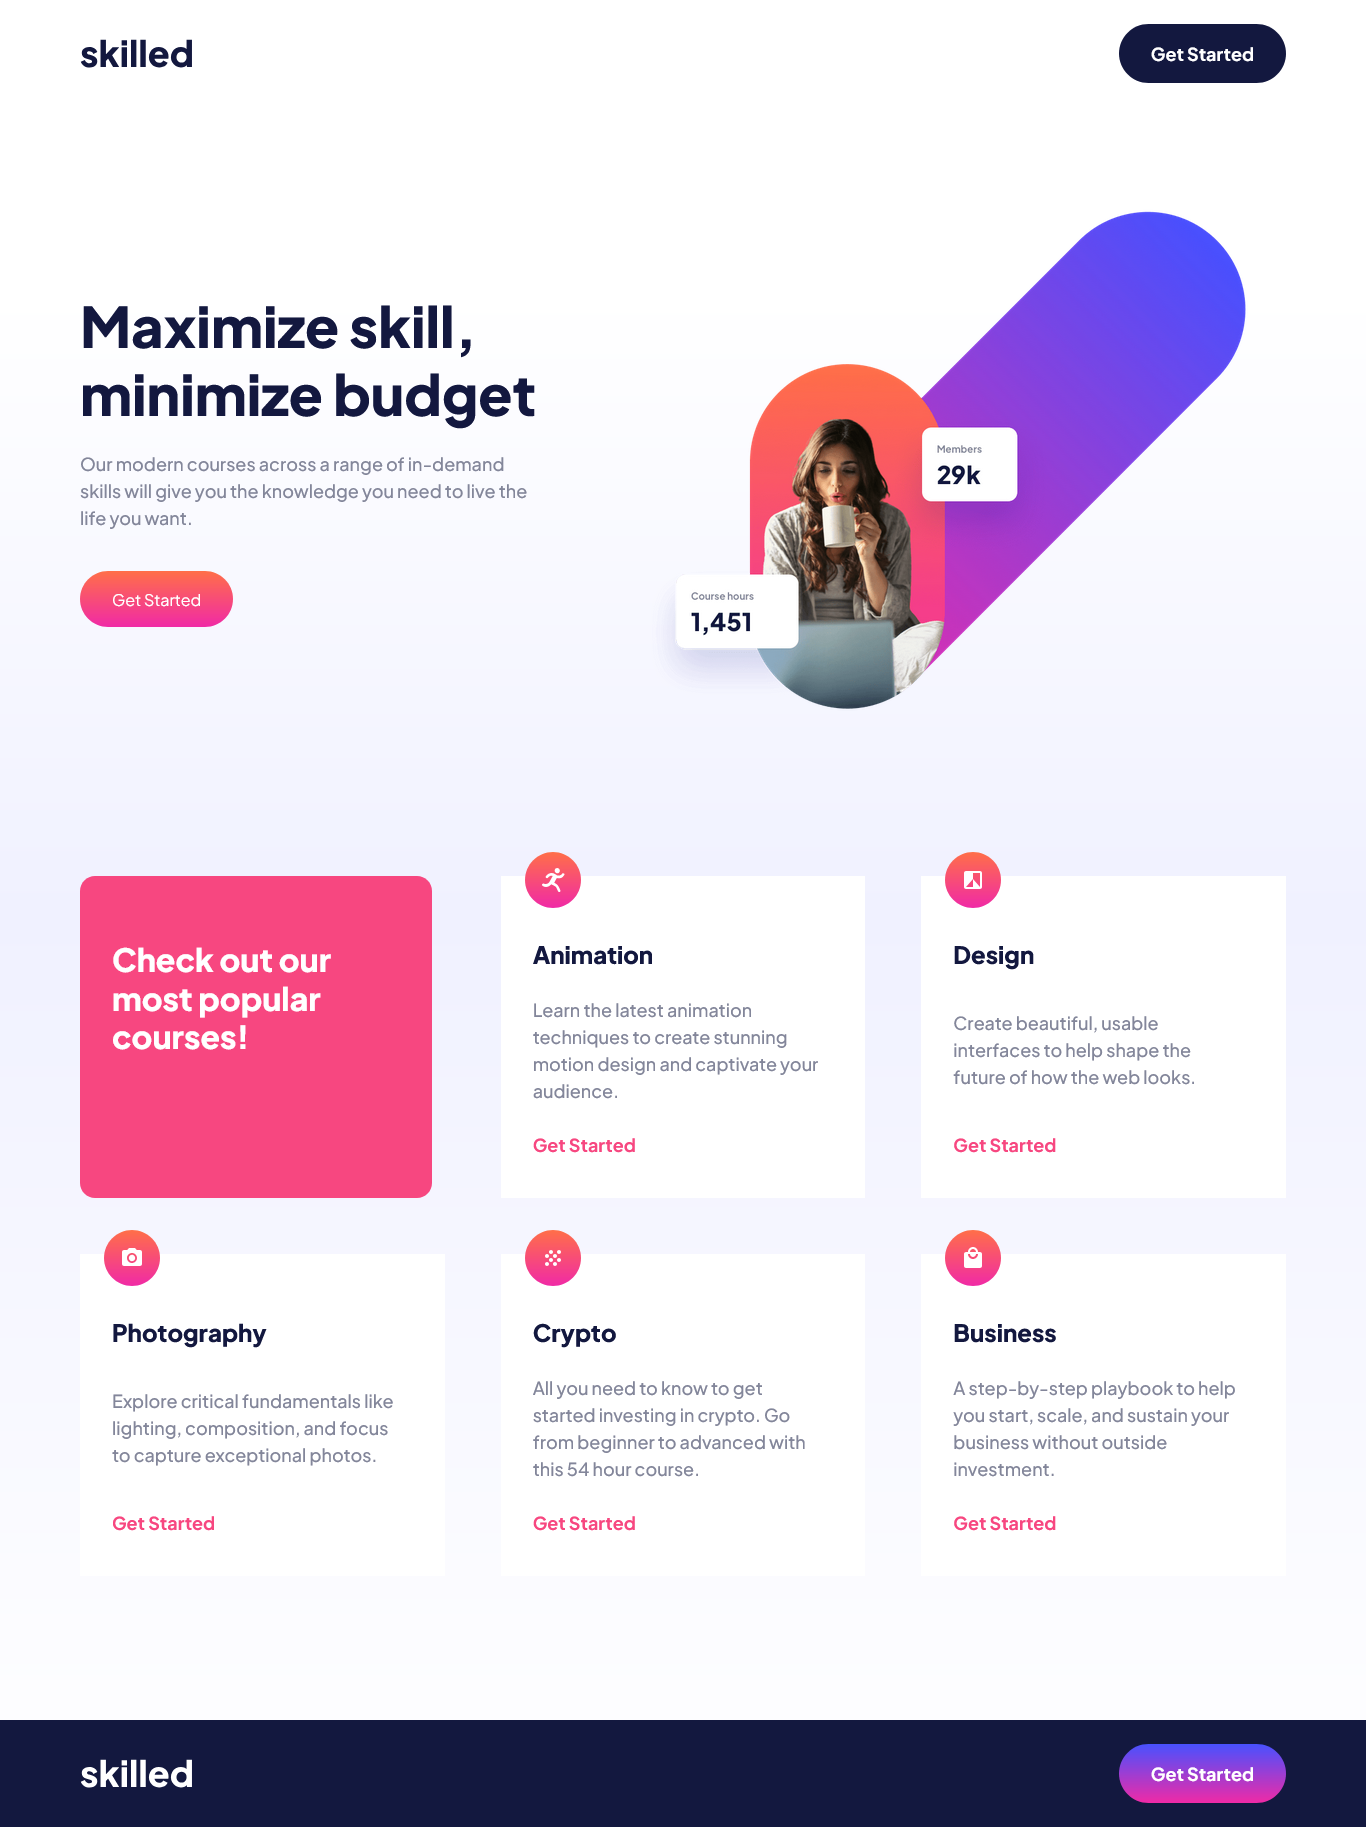 skilled
Get Started
Maximize skill,
minimize budget
Our modern courses across a range of in-demand
skills will give you the knowledge you need to live the
life you want.
Get Started
Members
29k
Course hours
1,451
Check out our
most popular
courses!
Animation
Learn the latest animation
techniques to create stunning
motion design and captivate your
audience.
Get Started
Design
Create beautiful, usable
interfaces to help shape the
future of how the web looks.
Get Started
Photography
Explore critical fundamentals like
lighting, composition, and focus
to capture exceptional photos.
Get Started
Crypto
All you need to know to get
started investing in crypto. Go
from beginner to advanced with
this 54 hour course.
Get Started
Business
A step-by-step playbook to help
you start, scale, and sustain your
business without outside
investment.
Get Started
skilled
Get Started